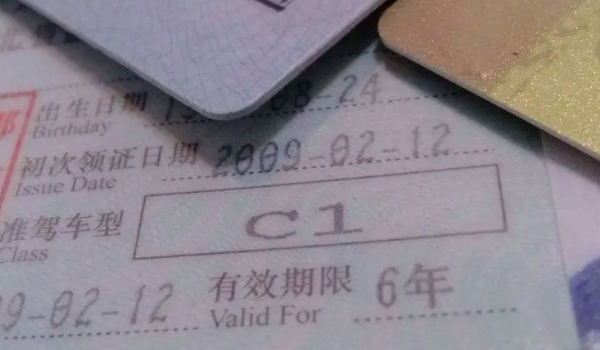 出生日期 08-24
Birthday
初次领证日期 2009-02-12
Issue Date
准驾车型 C1
Class
9-02-12 有效期限 6年
Valid For